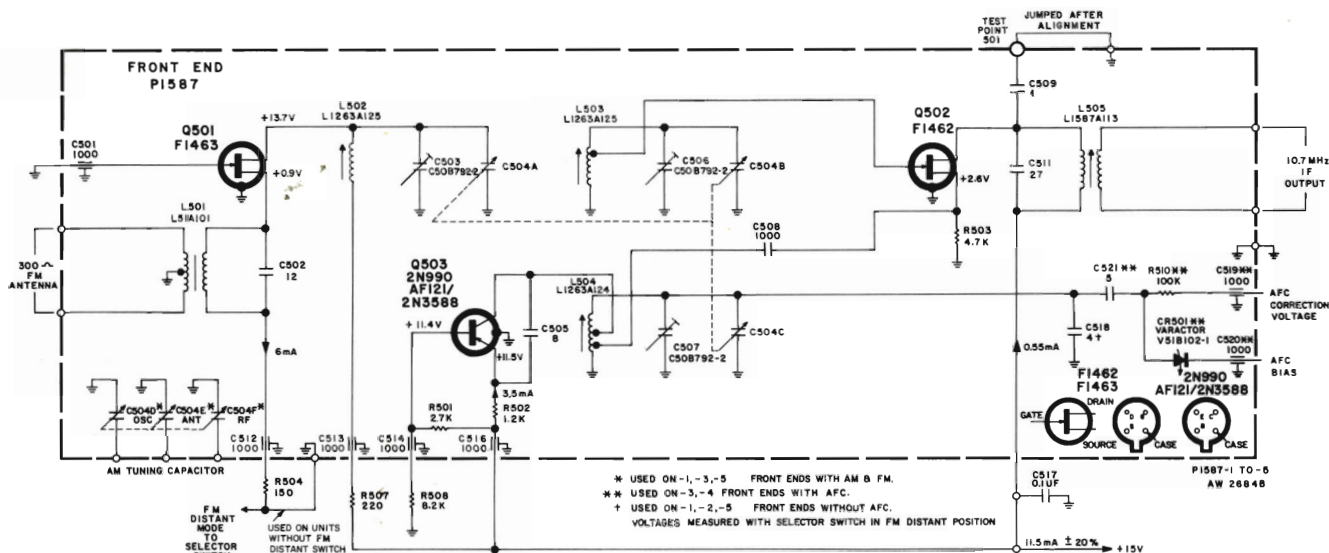 JUMPED AFTER
ALIGNMENT
TEST
POINT
501
FRONT END
P1587
C509
1
Q501
F1463
+13.7V
L502
L1263A125
L503
L1263A125
Q502
F1462
L505
L1587A113
C501
1000
C503
C50B792-2
C504A
C506
C50B792-2
C504B
C511
27
10.7 MHz
IF
OUTPUT
+0.9V
+2.6V
L501
L511A101
R503
4.7K
C508
1000
300
FM
ANTENNA
C502
12
Q503
2N990
AF121/
2N3588
L504
L1263A124
C521**
5
R510**
100K
C519**
1000
AFC
CORRECTION
VOLTAGE
+11.4V
+11.5V
C505
8
C507
C50B792-2
C504C
C518
4†
CR501**
VARACTOR
V51B102-1
C520**
1000
AFC
BIAS
6mA
0.55mA
3.5mA
R501
2.7K
R502
1.2K
F1462
F1463
2N990
AF121/2N3588
GATE
DRAIN
SOURCE
CASE
CASE
C504D*
OSC
C504E*
ANT
C504F*
RF
C512
1000
C513
1000
C514
1000
C516
1000
AM TUNING CAPACITOR
P1587-1 TO-6
AW 2684B
* USED ON -1,-3,-5 FRONT ENDS WITH AM & FM.
** USED ON -3,-4 FRONT ENDS WITH AFC.
† USED ON -1,-2,-5 FRONT ENDS WITHOUT AFC.
VOLTAGES MEASURED WITH SELECTOR SWITCH IN FM DISTANT POSITION
C517
0.1UF
R504
150
R507
220
R508
8.2K
FM
DISTANT
MODE
TO
SELECTOR
USED ON UNITS
WITHOUT FM
DISTANT SWITCH
11.5mA ±20%
+15V